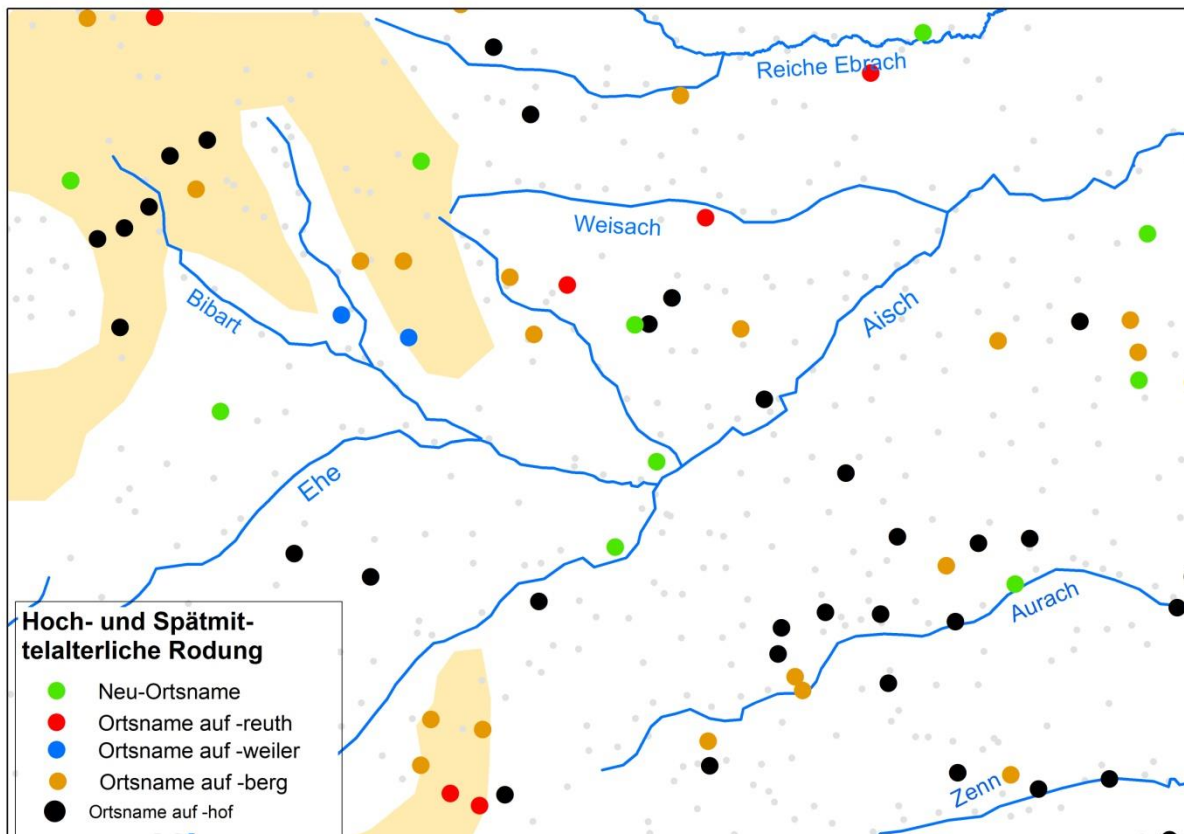 Reiche Ebrach
Weisach
Bibart
Aisch
Ehe
Aurach
Zenn
Hoch- und Spätmit-
telalterliche Rodung
Neu-Ortsname
Ortsname auf -reuth
Ortsname auf -weiler
Ortsname auf -berg
Ortsname auf -hof